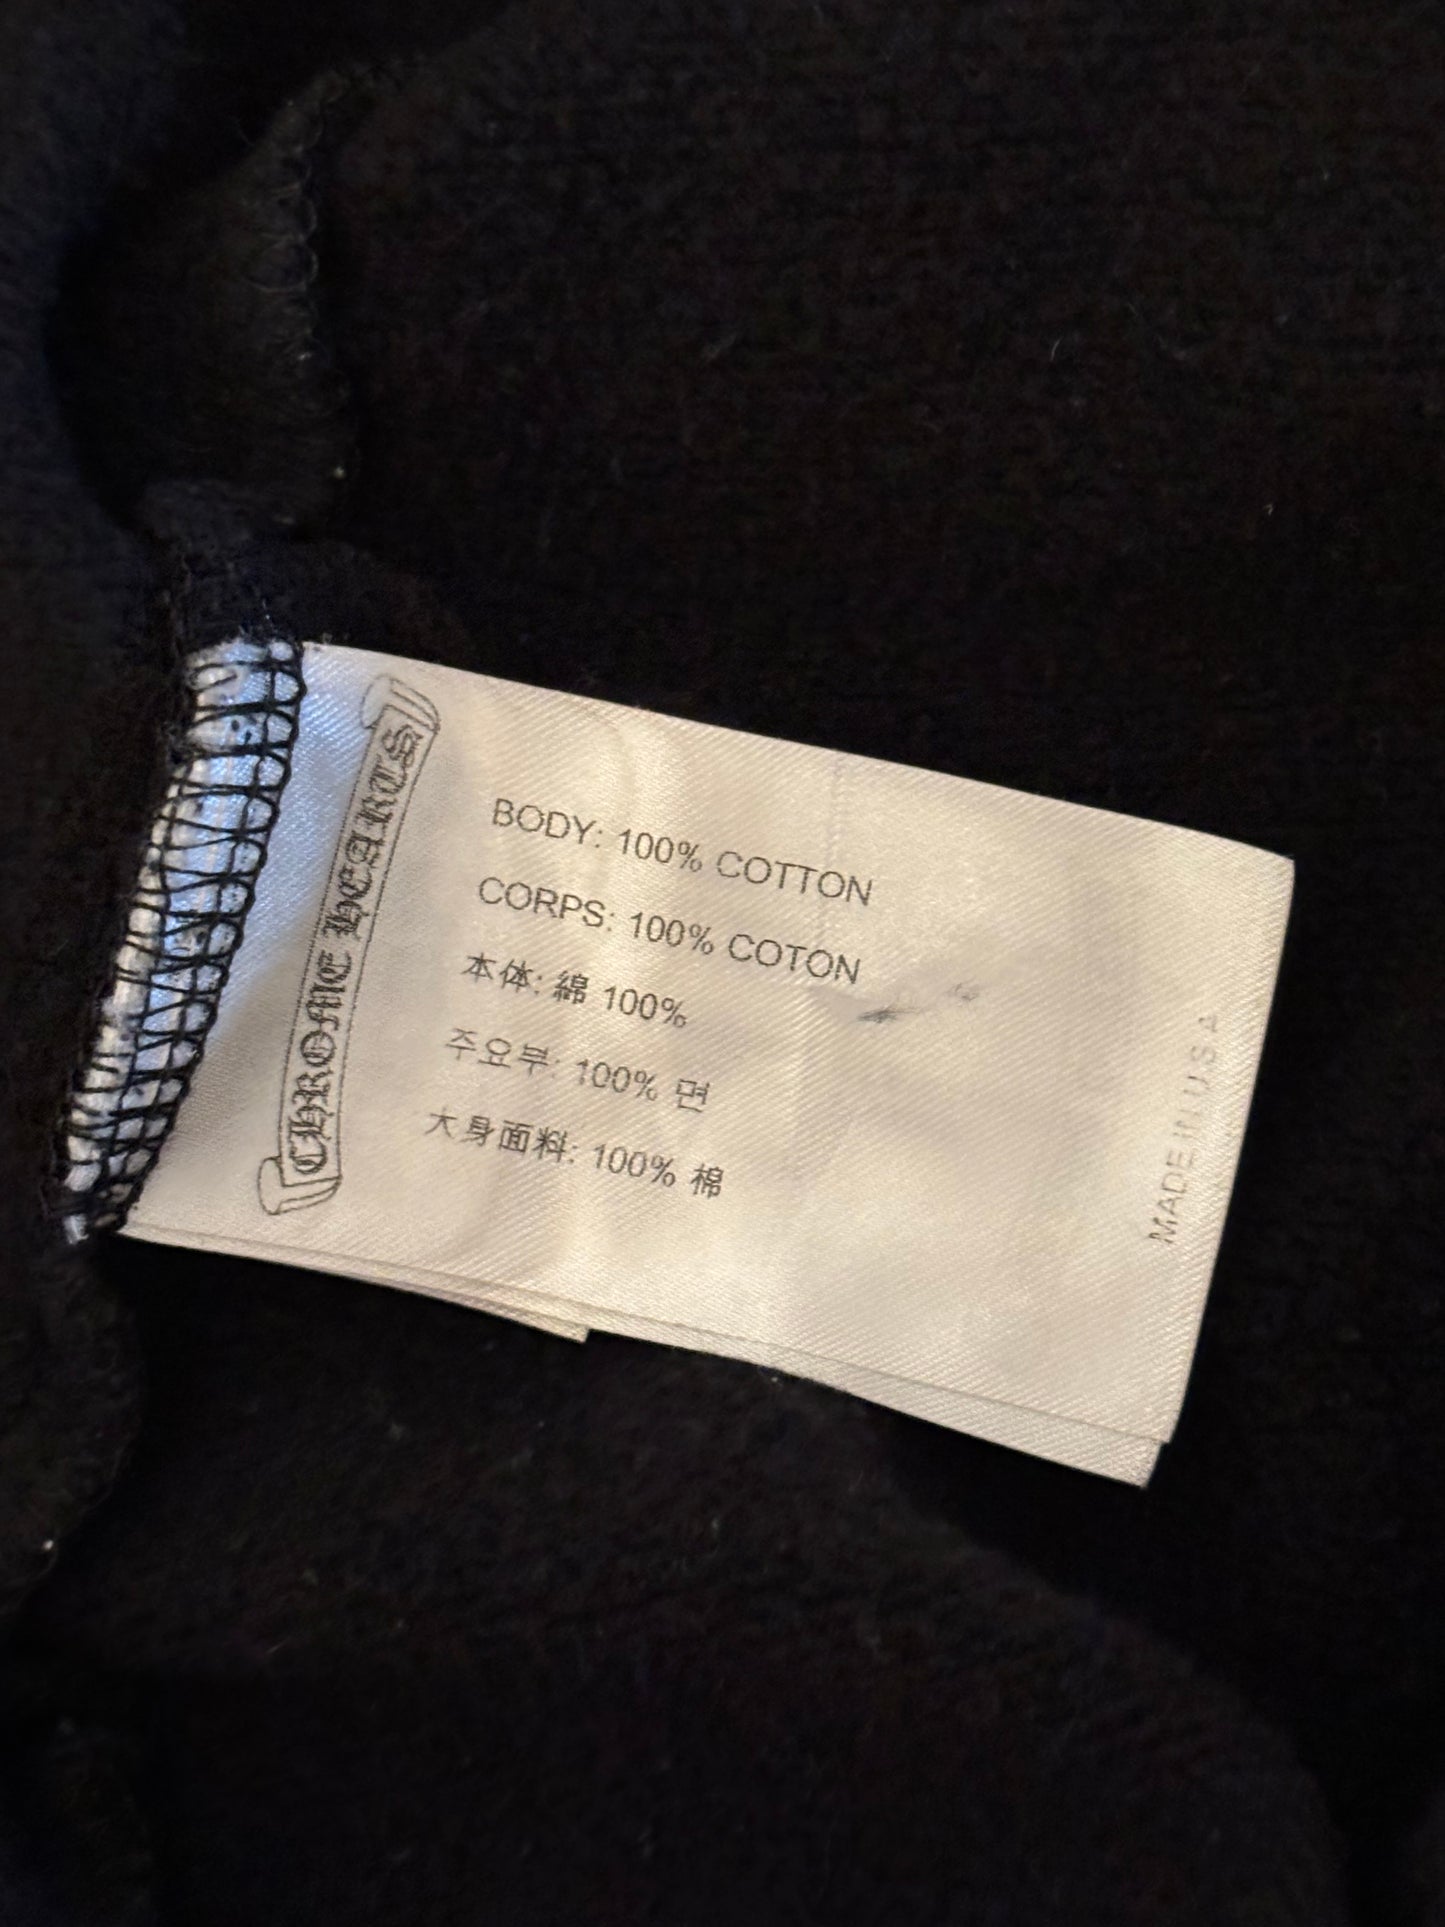 CHROME HEARTS
BODY: 100% COTTON
CORPS: 100% COTON
本体: 綿 100%
주요부: 100% 면
大身面料: 100% 棉
MADE IN USA